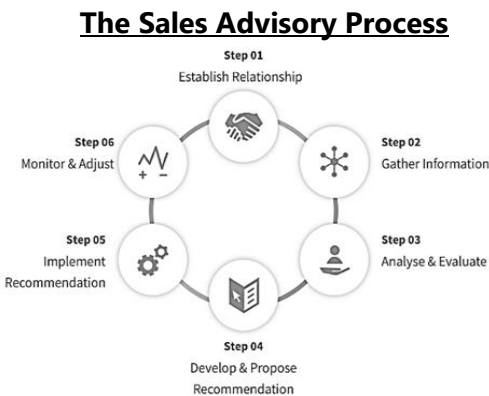 The Sales Advisory Process
Step 01
Establish Relationship
Step 02
Gather Information
Step 03
Analyse & Evaluate
Step 04
Develop & Propose
Recommendation
Step 05
Implement
Recommendation
Step 06
Monitor & Adjust